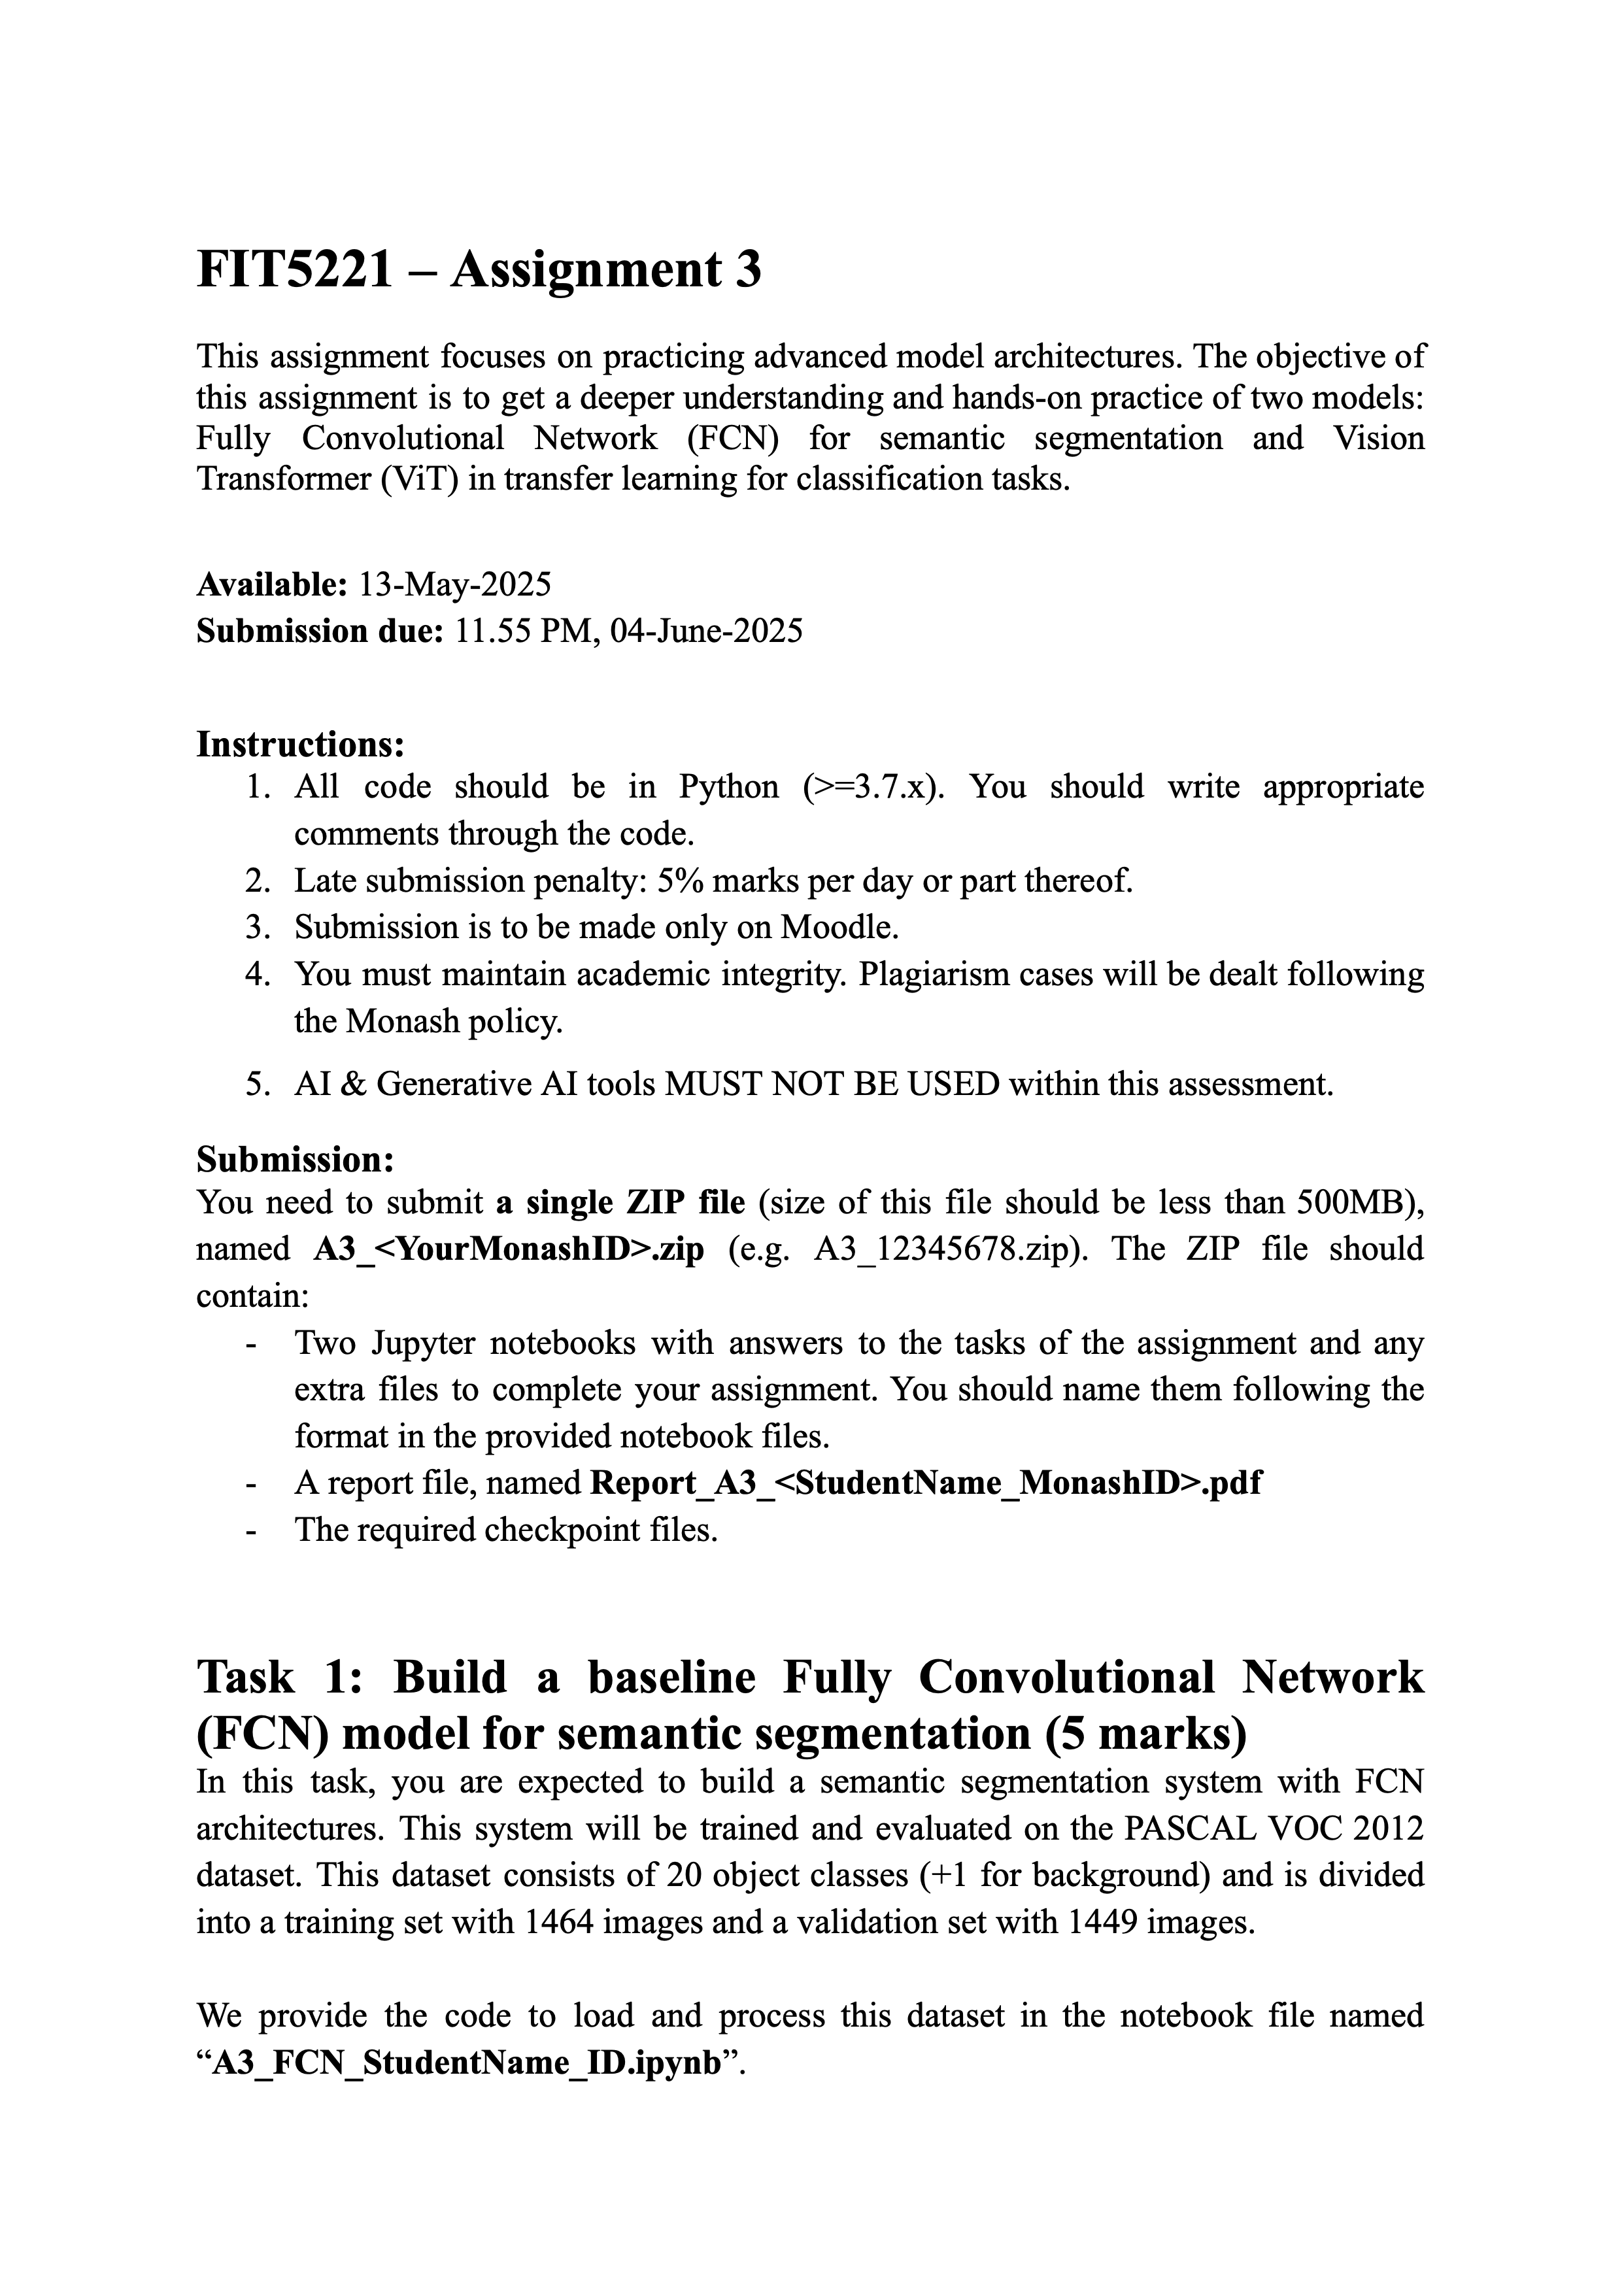 FIT5221 – Assignment 3
This assignment focuses on practicing advanced model architectures. The objective of
this assignment is to get a deeper understanding and hands-on practice of two models:
Fully Convolutional Network (FCN) for semantic segmentation and Vision
Transformer (ViT) in transfer learning for classification tasks.
Available: 13-May-2025
Submission due: 11.55 PM, 04-June-2025
Instructions:
1. All code should be in Python (>=3.7.x). You should write appropriate
comments through the code.
2. Late submission penalty: 5% marks per day or part thereof.
3. Submission is to be made only on Moodle.
4. You must maintain academic integrity. Plagiarism cases will be dealt following
the Monash policy.
5. AI & Generative AI tools MUST NOT BE USED within this assessment.
Submission:
You need to submit a single ZIP file (size of this file should be less than 500MB),
named A3_<YourMonashID>.zip (e.g. A3_12345678.zip). The ZIP file should
contain:
- Two Jupyter notebooks with answers to the tasks of the assignment and any
extra files to complete your assignment. You should name them following the
format in the provided notebook files.
- A report file, named Report_A3_<StudentName_MonashID>.pdf
- The required checkpoint files.
Task 1: Build a baseline Fully Convolutional Network
(FCN) model for semantic segmentation (5 marks)
In this task, you are expected to build a semantic segmentation system with FCN
architectures. This system will be trained and evaluated on the PASCAL VOC 2012
dataset. This dataset consists of 20 object classes (+1 for background) and is divided
into a training set with 1464 images and a validation set with 1449 images.
We provide the code to load and process this dataset in the notebook file named
“A3_FCN_StudentName_ID.ipynb”.